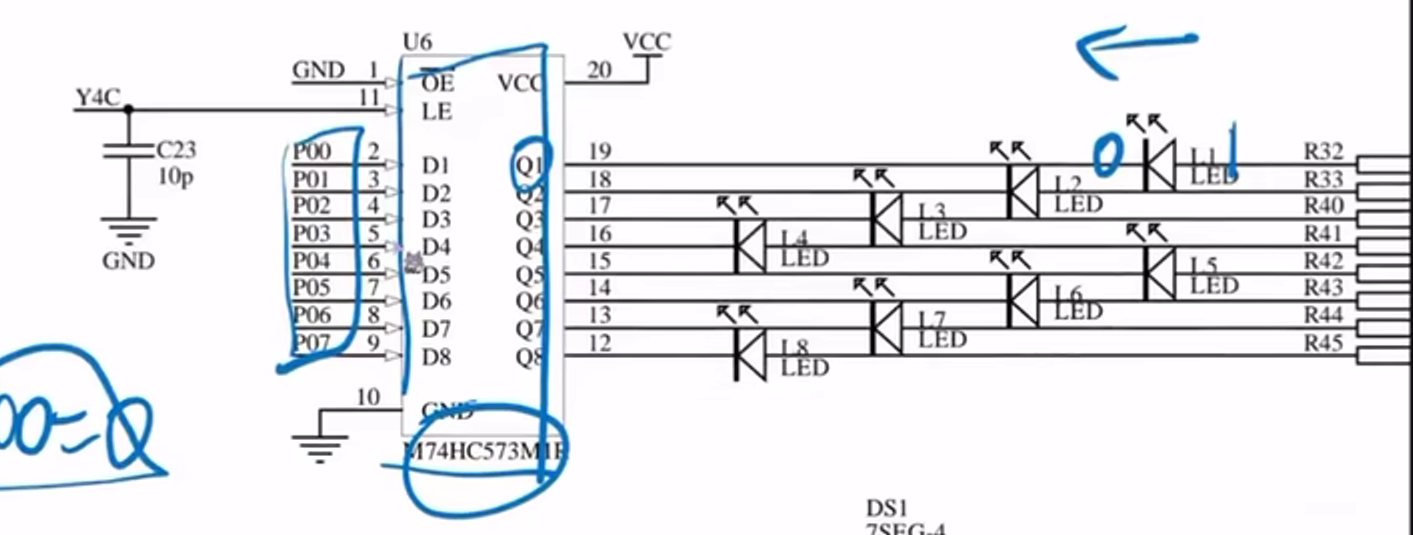 U6
VCC
GND 1 OE VCC 20
Y4C 11 LE
C23
10p
GND
P00 2 D1 Q1 19 0 L1 1 LED R32
P01 3 D2 Q2 18 L2 LED R33
P02 4 D3 Q3 17 L3 LED R40
P03 5 D4 Q4 16 L4 LED R41
P04 6 D5 Q5 15 L5 LED R42
P05 7 D6 Q6 14 L6 LED R43
P06 8 D7 Q7 13 L7 LED R44
P07 9 D8 Q8 12 L8 LED R45
10 GND
00=Q
M74HC573M1R
DS1
7SEG-4